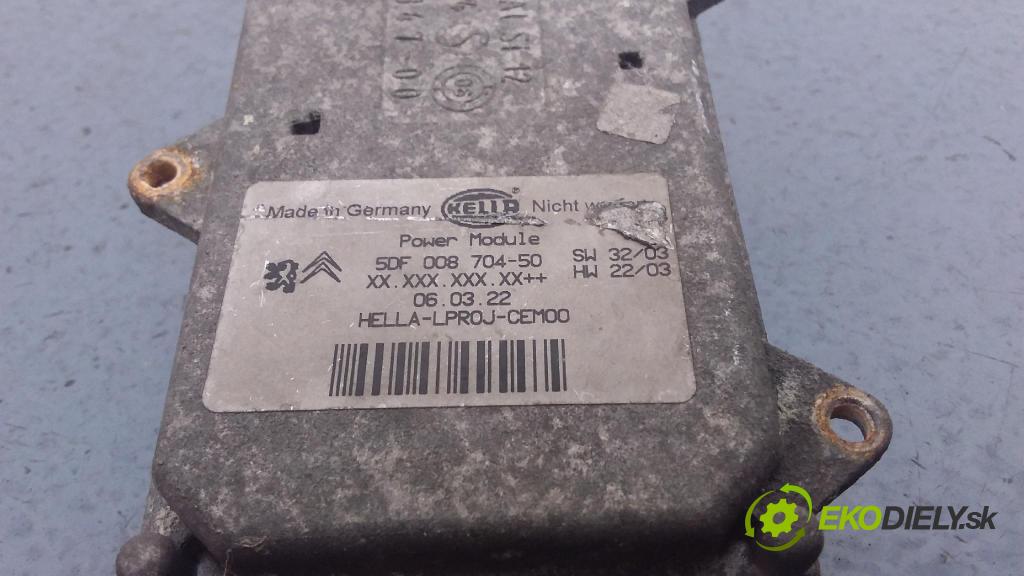 Made in Germany HELLA ® Nicht
Power Module
5DF 008 704-50
SW 32/03
HW 22/03
XX.XXX.XXX.XX++
06.03.22
HELLA-LPROJ-CEM00
EKODIELY.sk